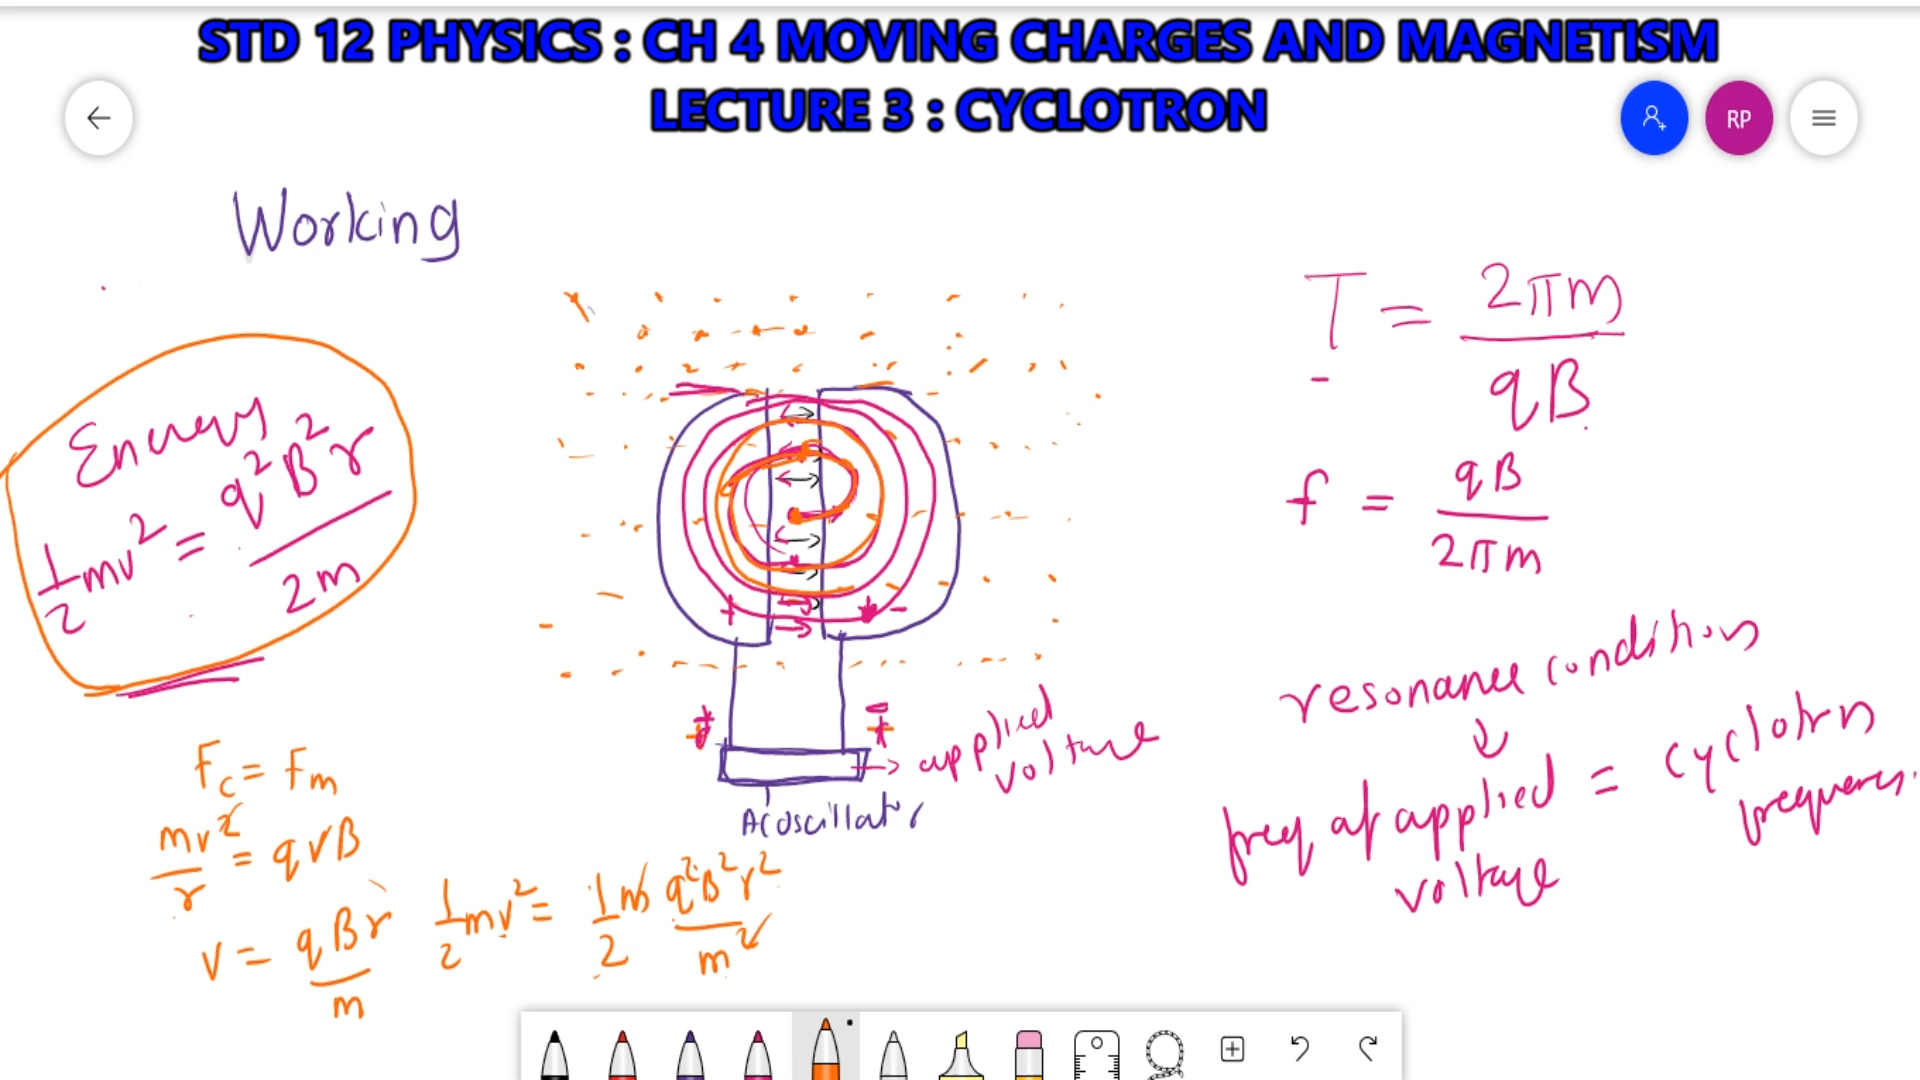 STD 12 PHYSICS : CH 4 MOVING CHARGES AND MAGNETISM
LECTURE 3 : CYCLOTRON
RP
Working
Energy
1/2 mv² = q²B²r / 2m
T = 2πm / qB
f = qB / 2πm
resonance condition
↓
freq of applied voltage = cyclotron frequency
→ applied voltage
AC oscillator
Fc = Fm
mv²/r = qvB
v = qBr/m
1/2 mv² = 1/2 m q²B²r²/m²